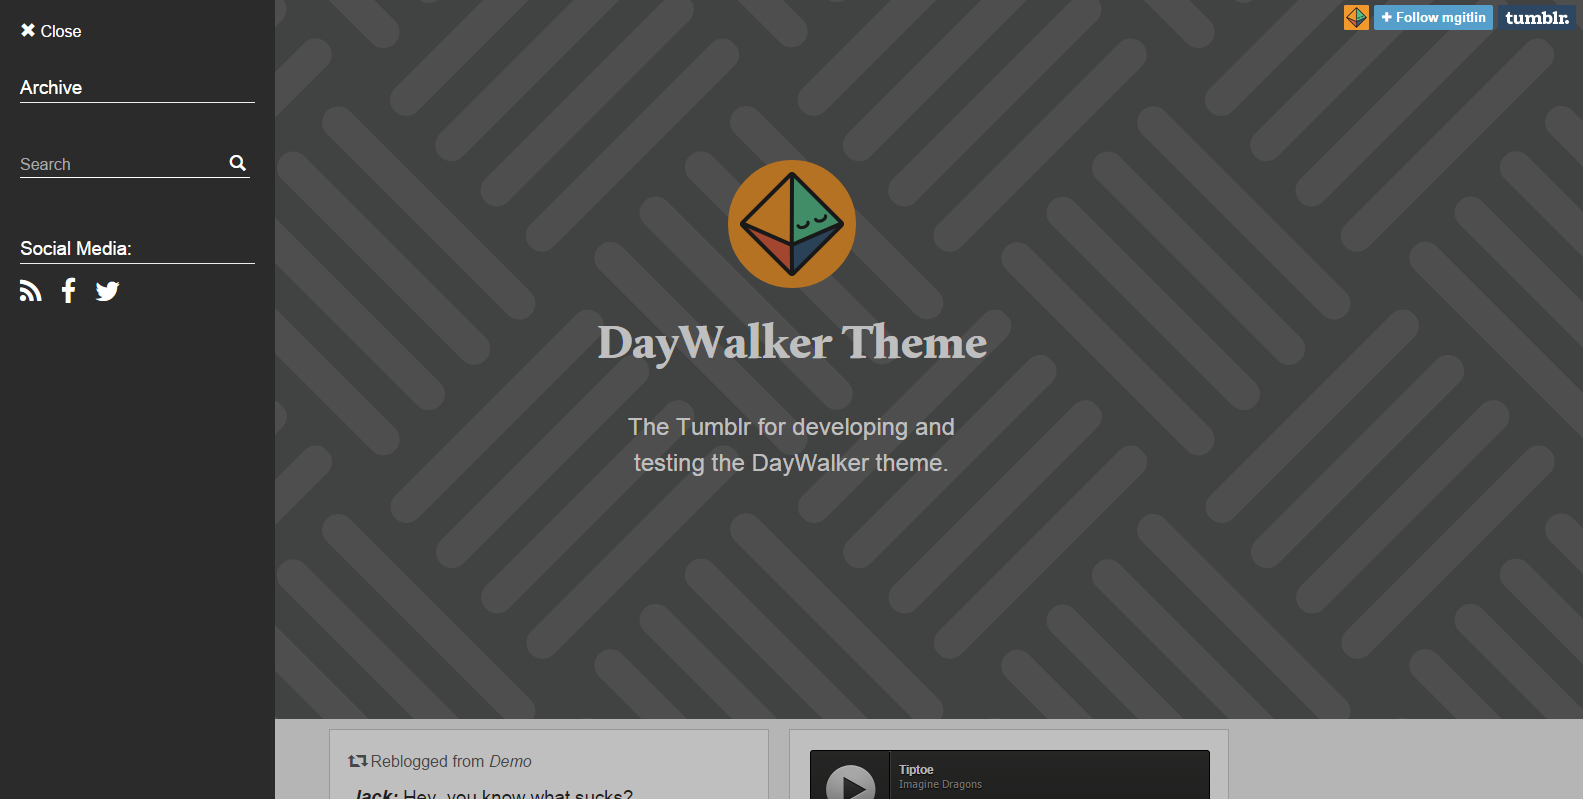 Close
Archive
Search
Social Media:
Follow mgitlin
tumblr.
DayWalker Theme
The Tumblr for developing and
testing the DayWalker theme.
Reblogged from Demo
Jack: Hey, you know what sucks?
Tiptoe
Imagine Dragons